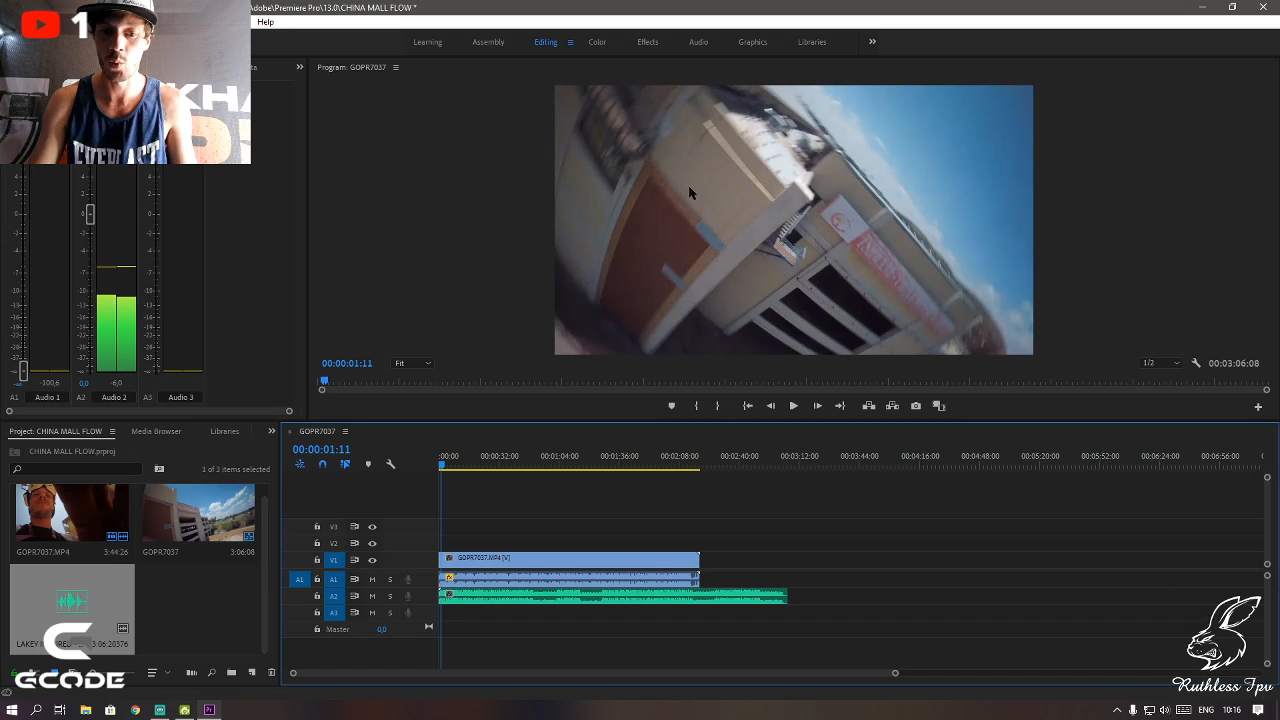 1
Adobe\Premiere Pro\13.0\CHINA MALL FLOW *
Help
Learning Assembly Editing Color Effects Audio Graphics Libraries
Program: GOPR7037
EVERLAST
00:00:01:11 Fit 1/2 00:03:06:08
-∞ -100,6 0,0 -6,0
A1 Audio 1 A2 Audio 2 A3 Audio 3
Project: CHINA MALL FLOW Media Browser Libraries
CHINA MALL FLOW.prproj
1 of 3 items selected
GOPR7037.MP4 3:44:26 GOPR7037 3:06:08
3:06:20376
GCODE
GOPR7037
00:00:01:11
:00:00 00:00:32:00 00:01:04:00 00:01:36:00 00:02:08:00 00:02:40:00 00:03:12:00 00:03:44:00 00:04:16:00 00:04:48:00 00:05:20:00 00:05:52:00 00:06:24:00 00:06:56:00
V3
V2
V1 GOPR7037.MP4 [V]
A1 A1 M S
A2 M S
A3 M S
Master 0,0
Ruthless Fpv
ENG 10:16